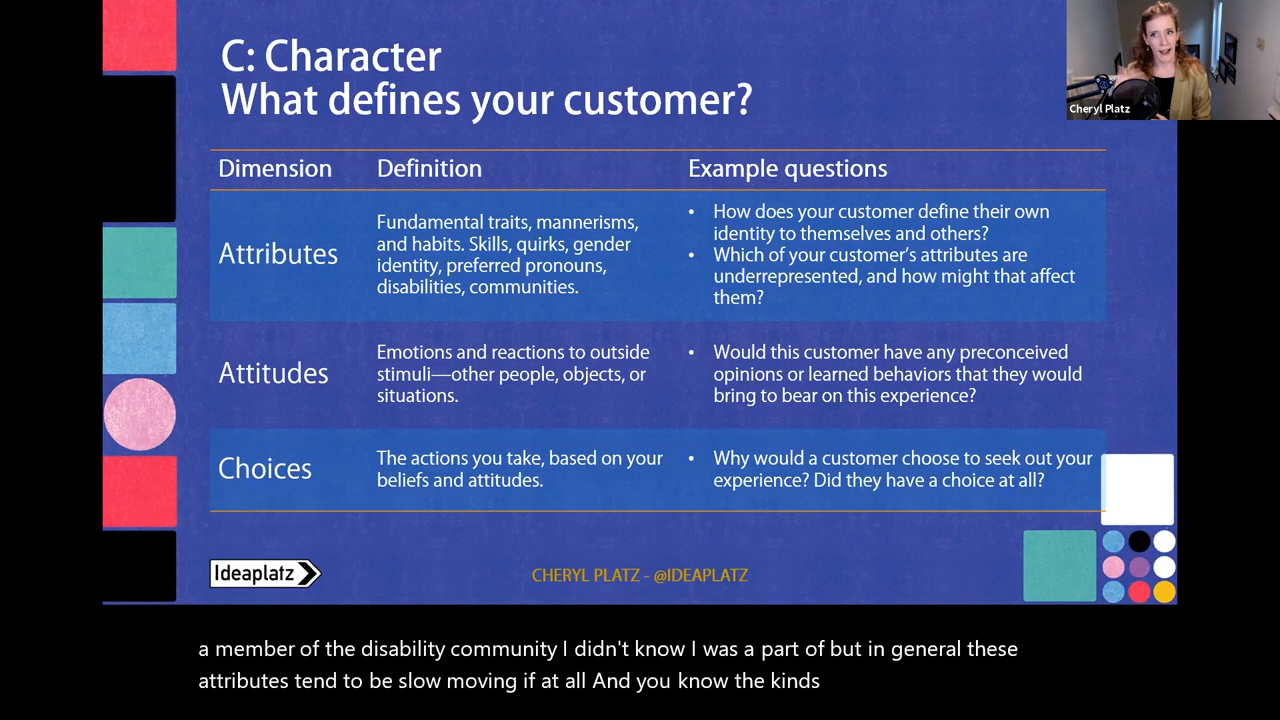 C: Character
What defines your customer?
Cheryl Platz
Dimension
Definition
Example questions
Attributes
Fundamental traits, mannerisms,
and habits. Skills, quirks, gender
identity, preferred pronouns,
disabilities, communities.
• How does your customer define their own
identity to themselves and others?
• Which of your customer’s attributes are
underrepresented, and how might that affect
them?
Attitudes
Emotions and reactions to outside
stimuli—other people, objects, or
situations.
• Would this customer have any preconceived
opinions or learned behaviors that they would
bring to bear on this experience?
Choices
The actions you take, based on your
beliefs and attitudes.
• Why would a customer choose to seek out your
experience? Did they have a choice at all?
Ideaplatz
CHERYL PLATZ - @IDEAPLATZ
a member of the disability community I didn't know I was a part of but in general these
attributes tend to be slow moving if at all And you know the kinds